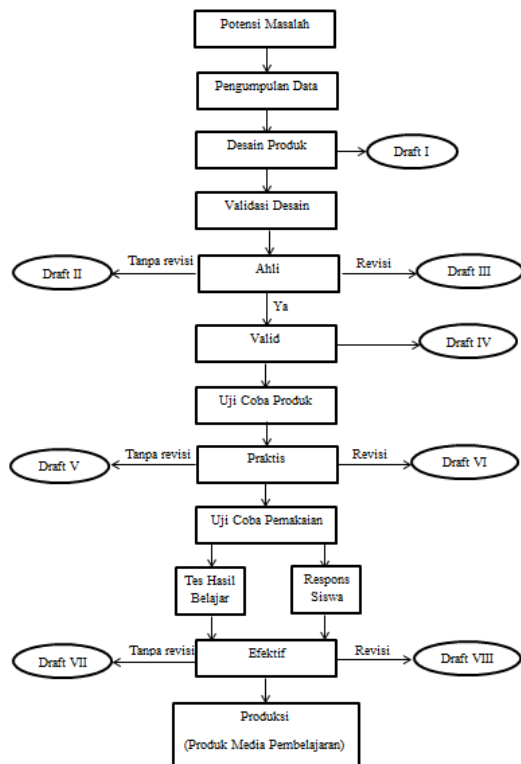 Potensi Masalah
Pengumpulan Data
Desain Produk
Draft I
Validasi Desain
Draft II
Tanpa revisi
Ahli
Revisi
Draft III
Ya
Valid
Draft IV
Uji Coba Produk
Draft V
Tanpa revisi
Praktis
Revisi
Draft VI
Uji Coba Pemakaian
Tes Hasil
Belajar
Respons
Siswa
Draft VII
Tanpa revisi
Efektif
Revisi
Draft VIII
Produksi
(Produk Media Pembelajaran)